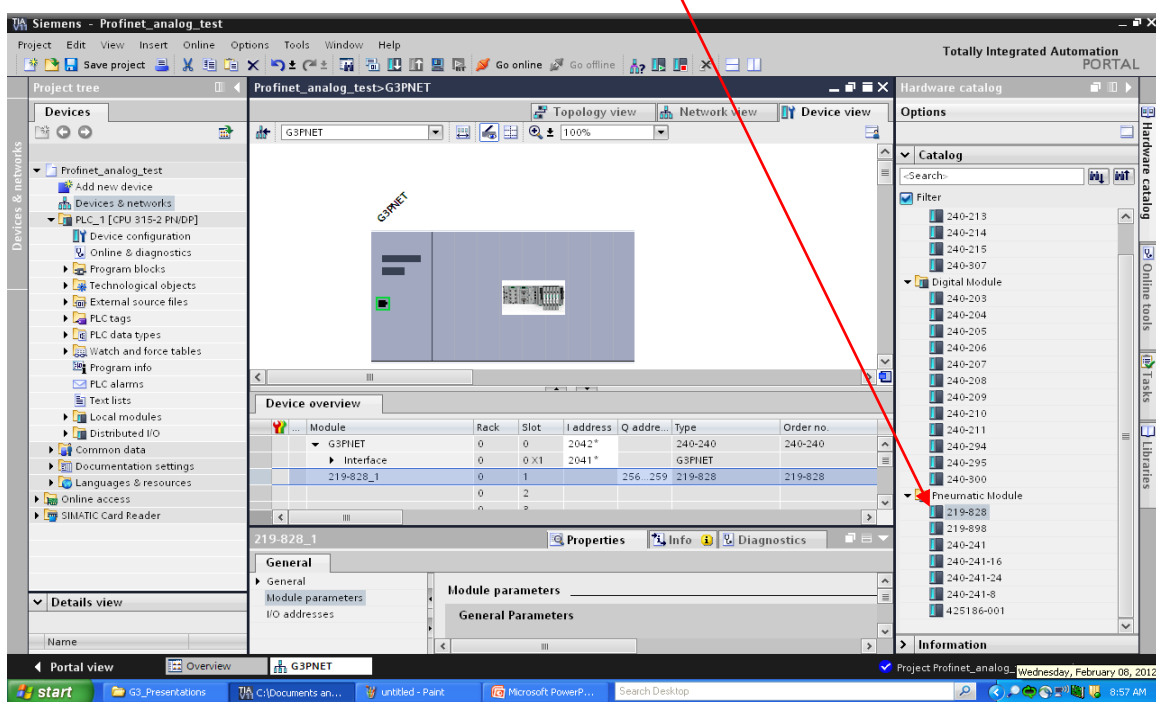 Siemens - Profinet_analog_test
Project Edit View Insert Online Options Tools Window Help
Totally Integrated Automation
PORTAL
Save project Go online Go offline
Project tree
Devices
Devices & networks
Profinet_analog_test
Add new device
Devices & networks
PLC_1 [CPU 315-2 PN/DP]
Device configuration
Online & diagnostics
Program blocks
Technological objects
External source files
PLC tags
PLC data types
Watch and force tables
Program info
PLC alarms
Text lists
Local modules
Distributed I/O
Common data
Documentation settings
Languages & resources
Online access
SIMATIC Card Reader
Details view
Name
Profinet_analog_test>G3PNET
Topology view Network view Device view
G3PNET 100%
G3PNET
Device overview
... Module Rack Slot I address Q addre... Type Order no.
G3PNET 0 0 2042* 240-240 240-240
Interface 0 0 X1 2041* G3PNET
219-828_1 0 1 256...259 219-828 219-828
0 2
219-828_1
Properties Info Diagnostics
General
General
Module parameters
I/O addresses
Module parameters
General Parameters
Hardware catalog
Options
Catalog
<Search>
Filter
240-213
240-214
240-215
240-307
Digital Module
240-203
240-204
240-205
240-206
240-207
240-208
240-209
240-210
240-211
240-294
240-295
240-300
Pneumatic Module
219-828
219-898
240-241
240-241-16
240-241-24
240-241-8
425186-001
Information
Hardware catalog
Online tools
Tasks
Libraries
Portal view Overview G3PNET
Project Profinet_analog_
Wednesday, February 08, 2012
start G3_Presentations C:\Documents an... untitled - Paint Microsoft PowerP... Search Desktop 8:57 AM